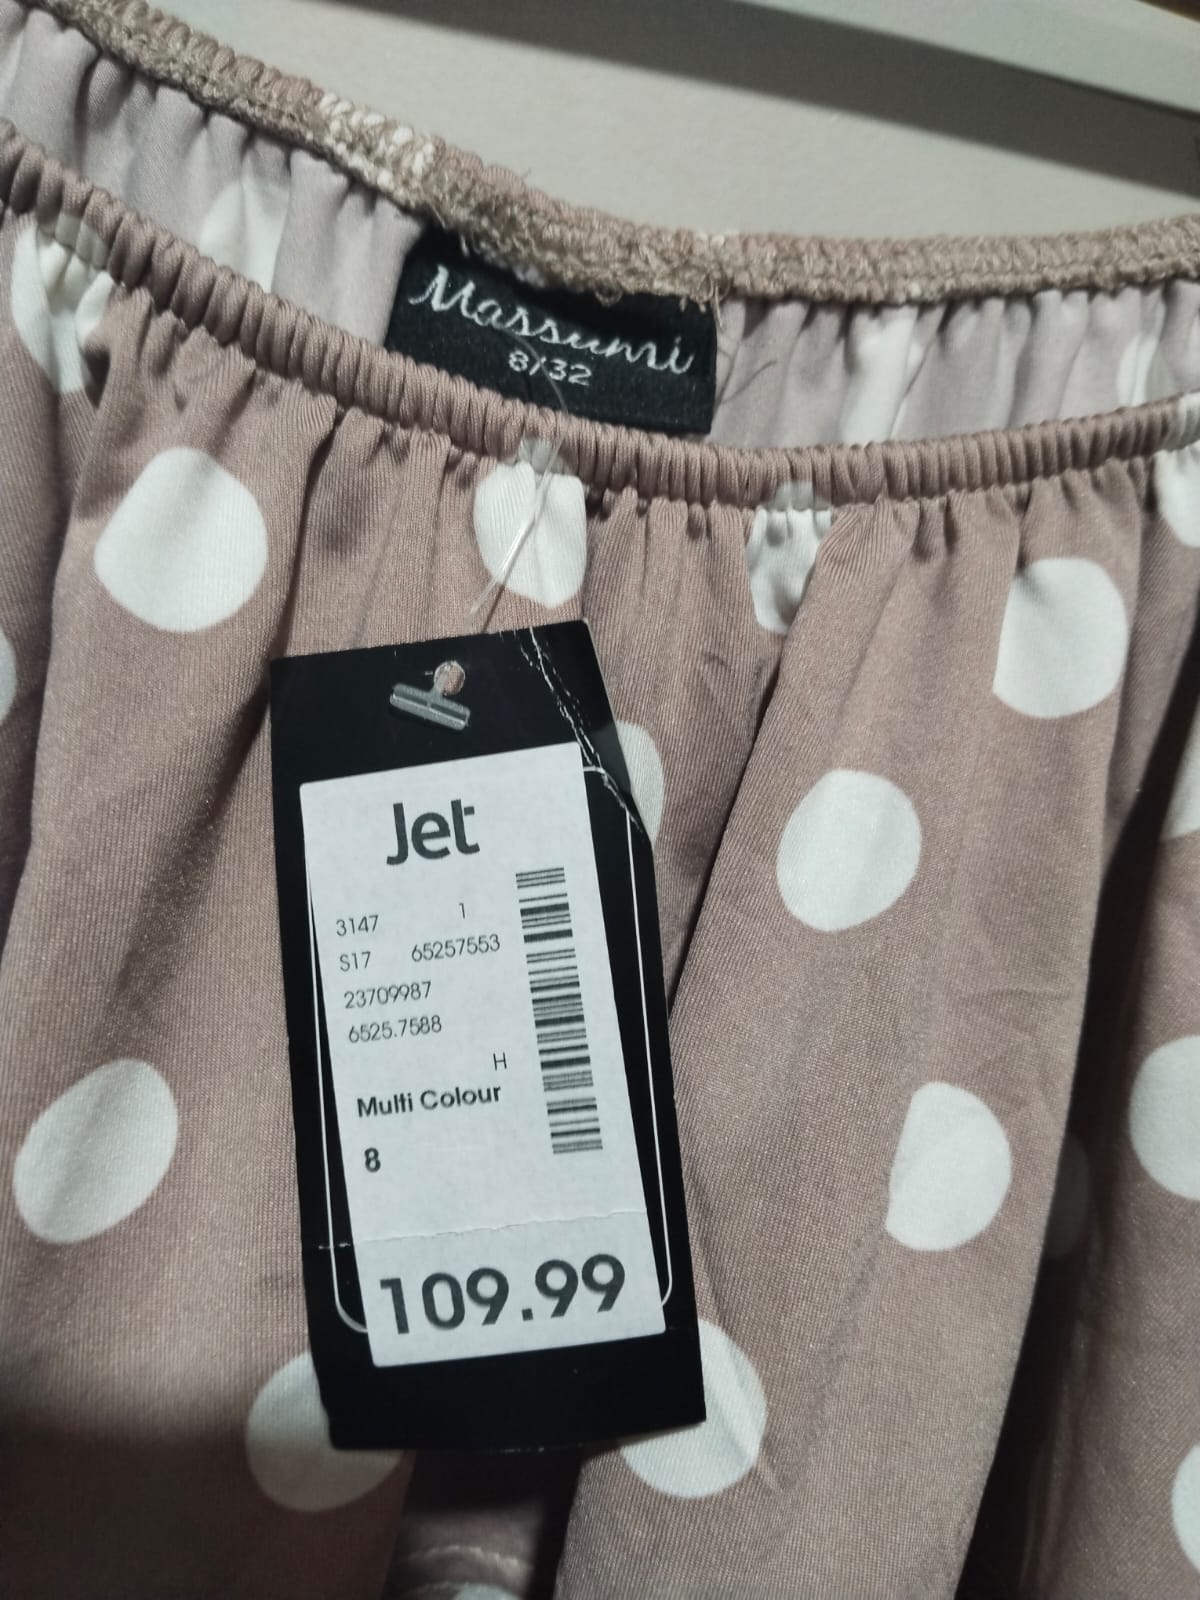 Massumi
8/32
Jet
3147 1
S17 65257553
23709987
6525.7588
H
Multi Colour
8
109.99